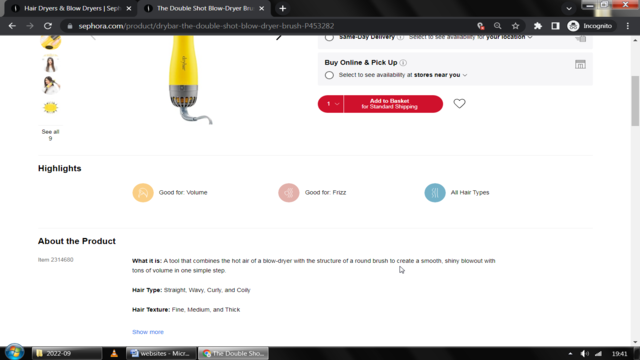 Hair Dryers & Blow Dryers | Seph
The Double Shot Blow-Dryer Brus
sephora.com/product/drybar-the-double-shot-blow-dryer-brush-P453282
Incognito
Same-Day Delivery
Select to see availability for your location
Buy Online & Pick Up
Select to see availability at stores near you
1
Add to Basket
for Standard Shipping
See all
9
Highlights
Good for: Volume
Good for: Frizz
All Hair Types
About the Product
Item 2314680
What it is: A tool that combines the hot air of a blow-dryer with the structure of a round brush to create a smooth, shiny blowout with
tons of volume in one simple step.
Hair Type: Straight, Wavy, Curly, and Coily
Hair Texture: Fine, Medium, and Thick
Show more
2022-09
websites - Micr...
The Double Sho...
19:41